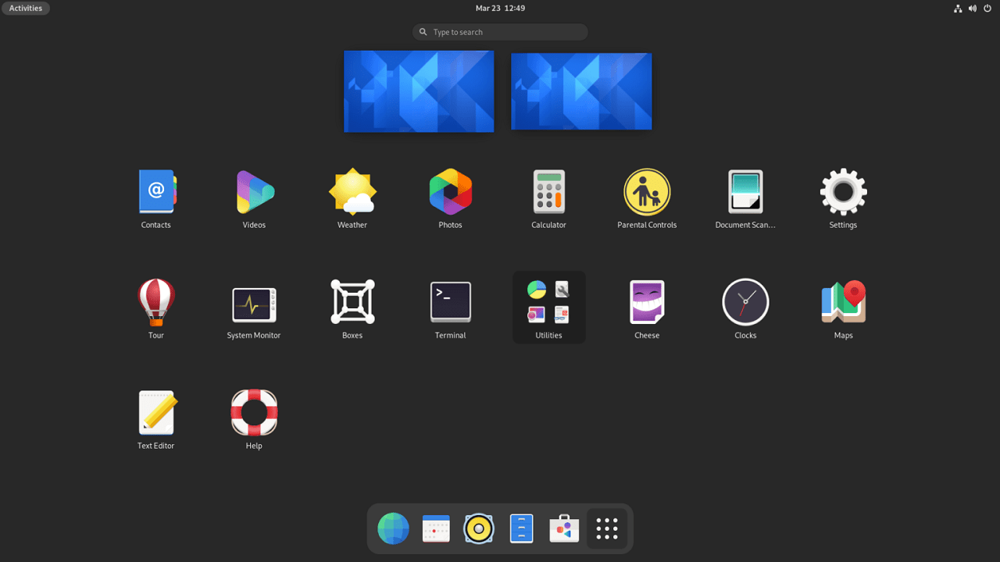 Activities
Mar 23 12:49
Type to search
Contacts
Videos
Weather
Photos
Calculator
Parental Controls
Document Scan...
Settings
Tour
System Monitor
Boxes
Terminal
Utilities
Cheese
Clocks
Maps
Text Editor
Help